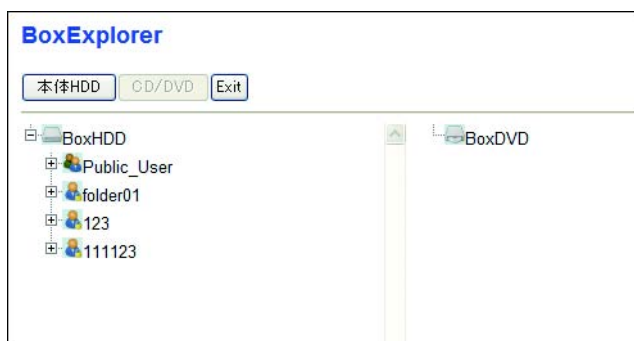 BoxExplorer
本体HDD CD/DVD Exit
BoxHDD BoxDVD
Public_User
folder01
123
111123